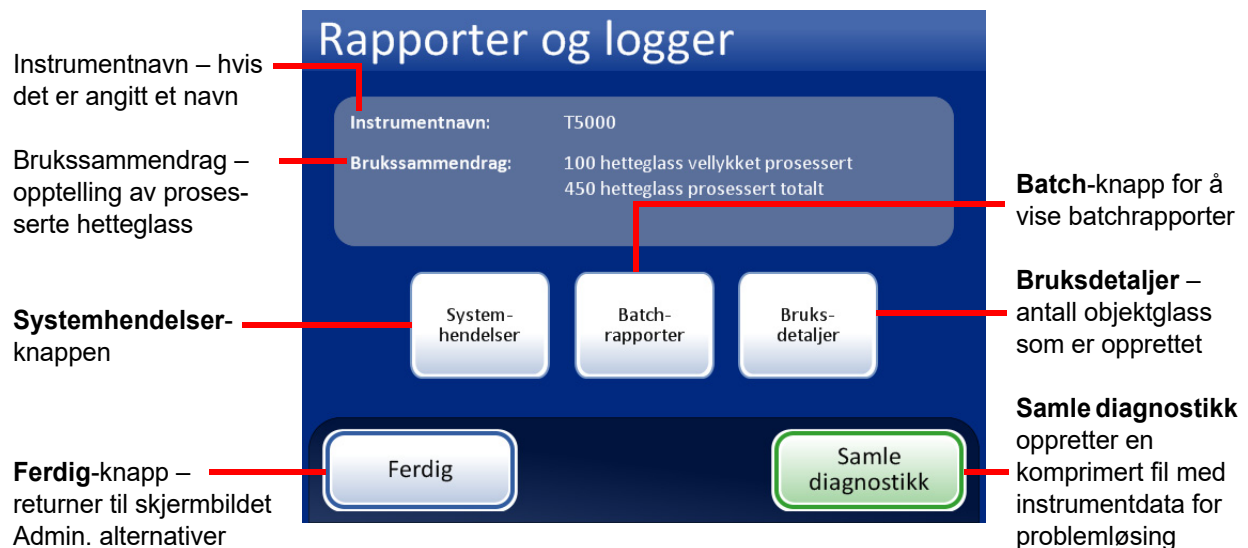 Rapporter og logger
Instrumentnavn – hvis
det er angitt et navn
Instrumentnavn: T5000
Brukssammendrag –
opptelling av proses-
serte hetteglass
Brukssammendrag: 100 hetteglass vellykket prosessert
450 hetteglass prosessert totalt
Batch-knapp for å
vise batchrapporter
Systemhendelser-
knappen
System-
hendelser
Batch-
rapporter
Bruks-
detaljer
Bruksdetaljer –
antall objektglass
som er opprettet
Ferdig-knapp –
returner til skjermbildet
Admin. alternativer
Ferdig
Samle
diagnostikk
Samle diagnostikk
oppretter en
komprimert fil med
instrumentdata for
problemløsing